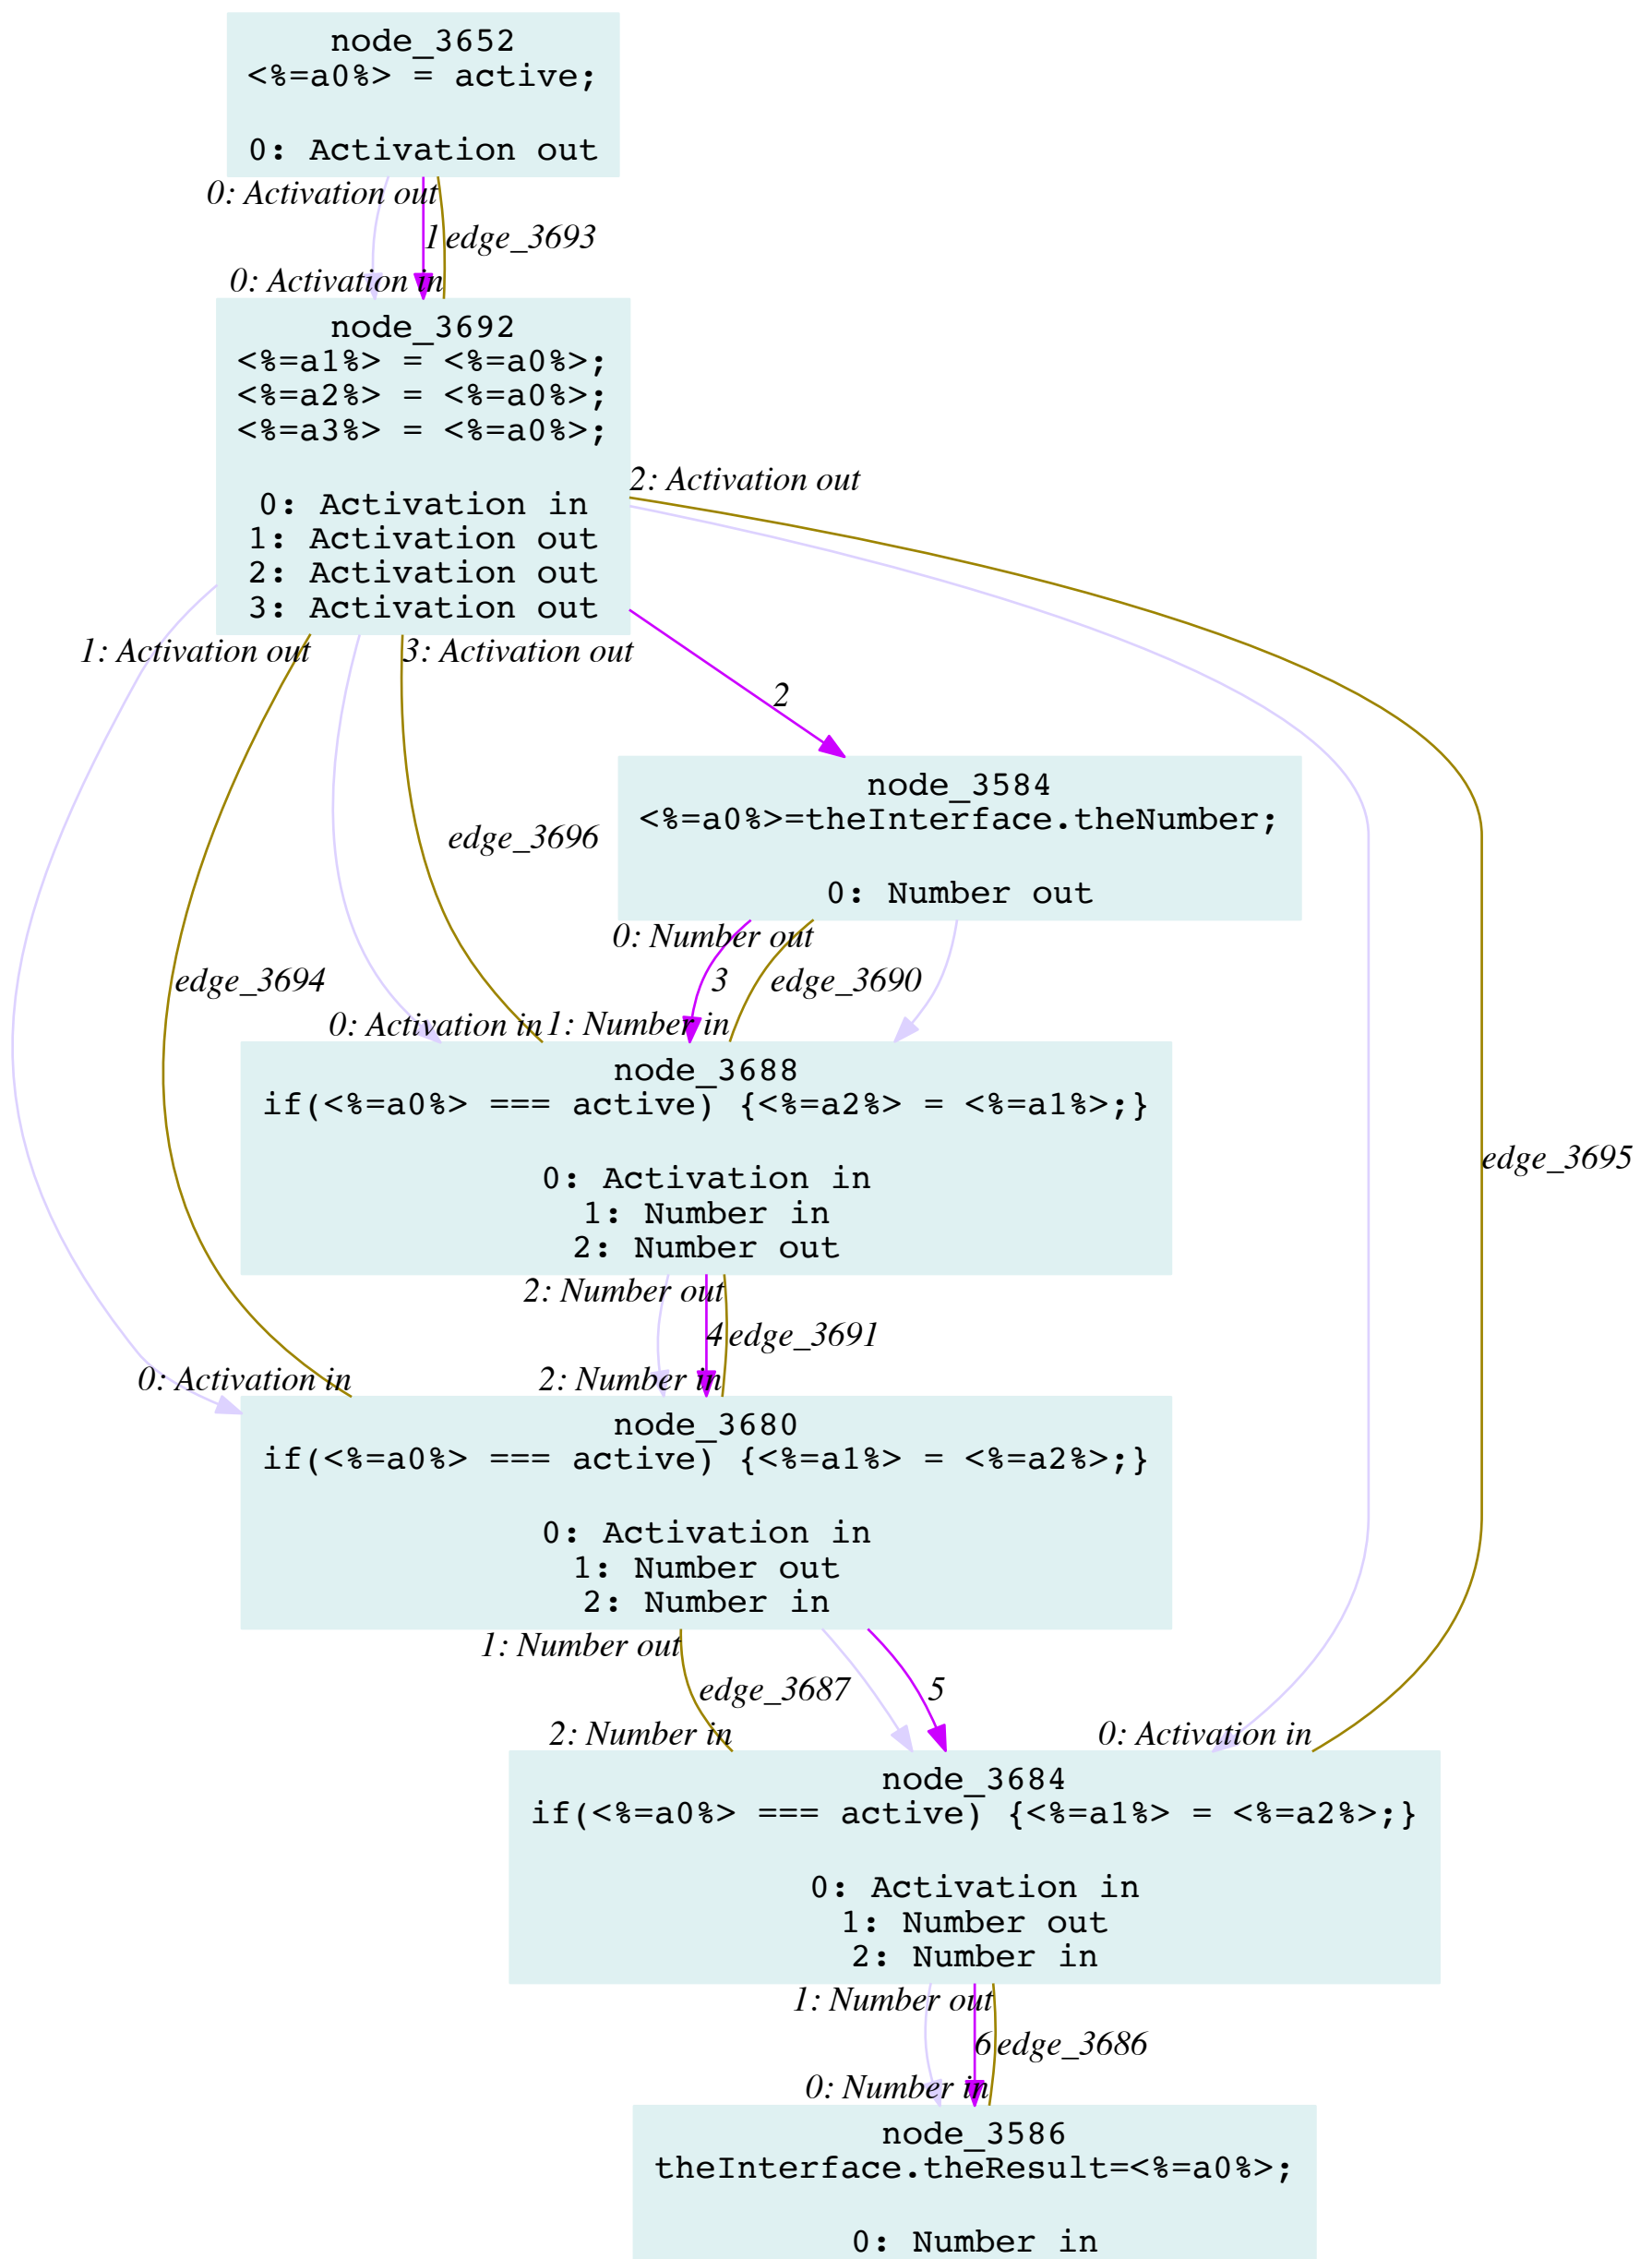 node_3652
<%=a0%> = active;
0: Activation out
0: Activation out
1 edge_3693
0: Activation in
node_3692
<%=a1%> = <%=a0%>;
<%=a2%> = <%=a0%>;
<%=a3%> = <%=a0%>;
2: Activation out
0: Activation in
1: Activation out
2: Activation out
3: Activation out
1: Activation out
3: Activation out
2
node_3584
<%=a0%>=theInterface.theNumber;
0: Number out
edge_3696
0: Number out
edge_3694
3
edge_3690
0: Activation in
1: Number in
node_3688
if(<%=a0%> === active) {<%=a2%> = <%=a1%>;}
0: Activation in
1: Number in
2: Number out
edge_3695
2: Number out
4 edge_3691
0: Activation in
2: Number in
node_3680
if(<%=a0%> === active) {<%=a1%> = <%=a2%>;}
0: Activation in
1: Number out
2: Number in
1: Number out
edge_3687
5
2: Number in
0: Activation in
node_3684
if(<%=a0%> === active) {<%=a1%> = <%=a2%>;}
0: Activation in
1: Number out
2: Number in
1: Number out
6 edge_3686
0: Number in
node_3586
theInterface.theResult=<%=a0%>;
0: Number in